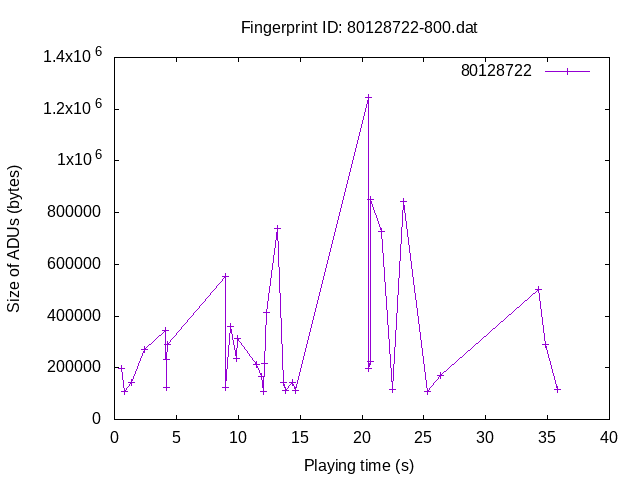 Fingerprint ID: 80128722-800.dat
1.4x10^6
1.2x10^6
1x10^6
800000
600000
400000
200000
0
Size of ADUs (bytes)
80128722
0 5 10 15 20 25 30 35 40
Playing time (s)